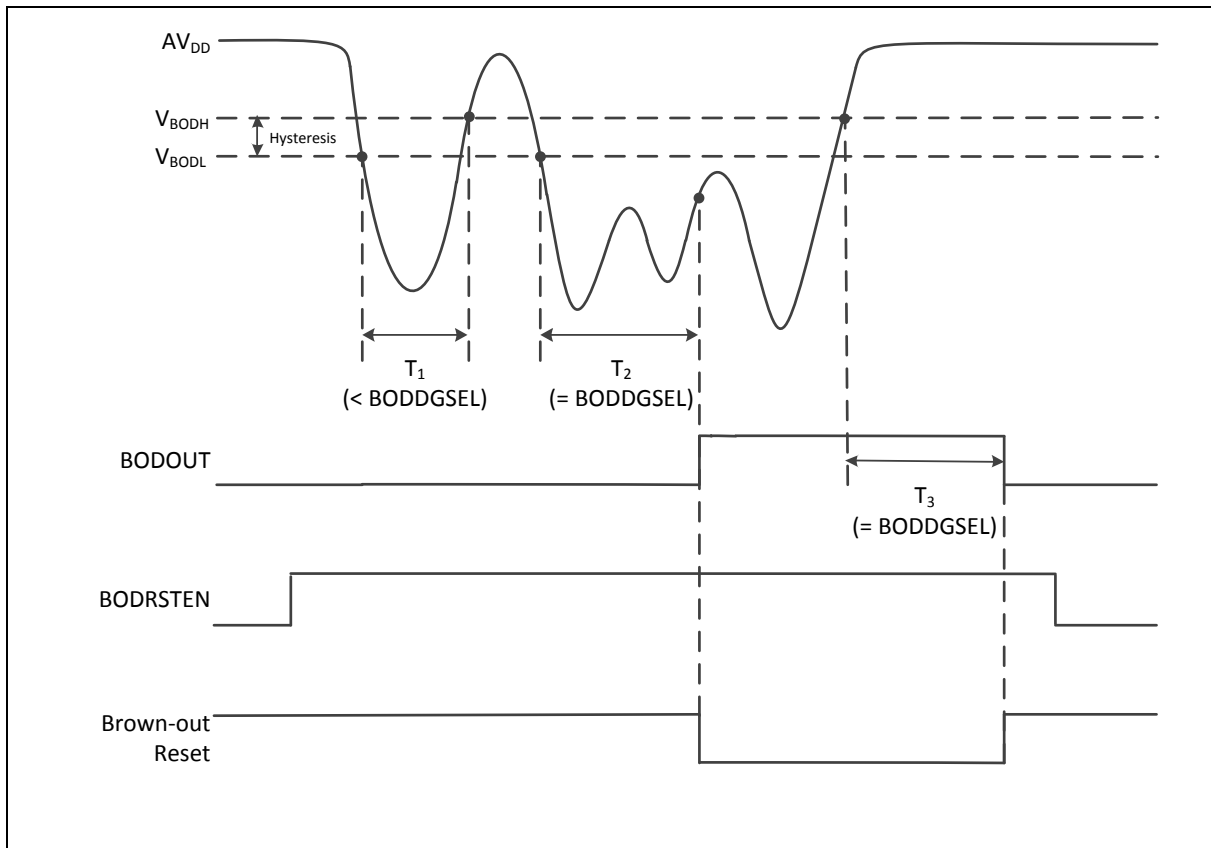 AVDD
VBODH
Hysteresis
VBODL
T1
(< BODDGSEL)
T2
(= BODDGSEL)
BODOUT
T3
(= BODDGSEL)
BODRSTEN
Brown-out
Reset